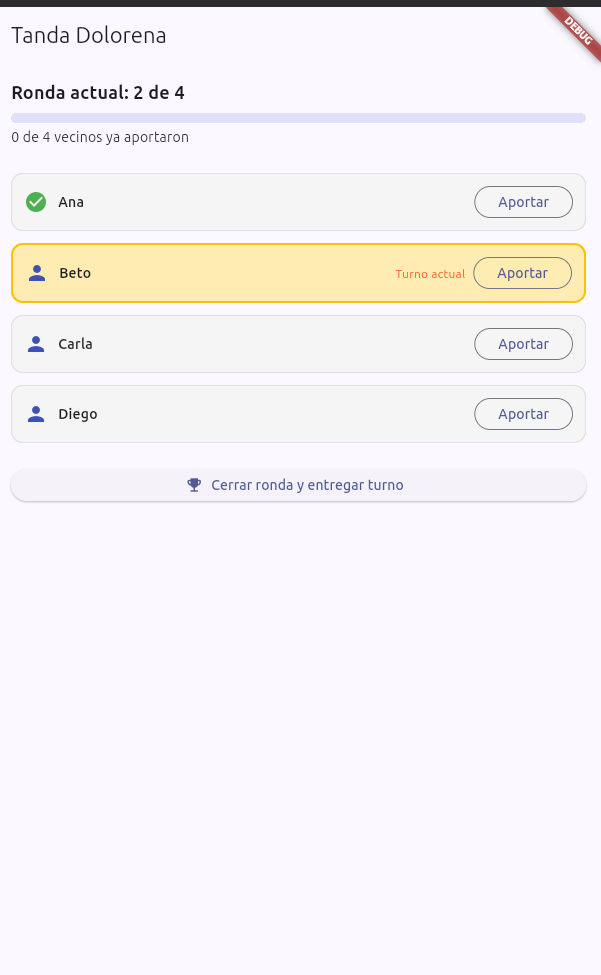 Tanda Dolorena
DEBUG
Ronda actual: 2 de 4
0 de 4 vecinos ya aportaron
Ana
Aportar
Beto
Turno actual
Aportar
Carla
Aportar
Diego
Aportar
Cerrar ronda y entregar turno